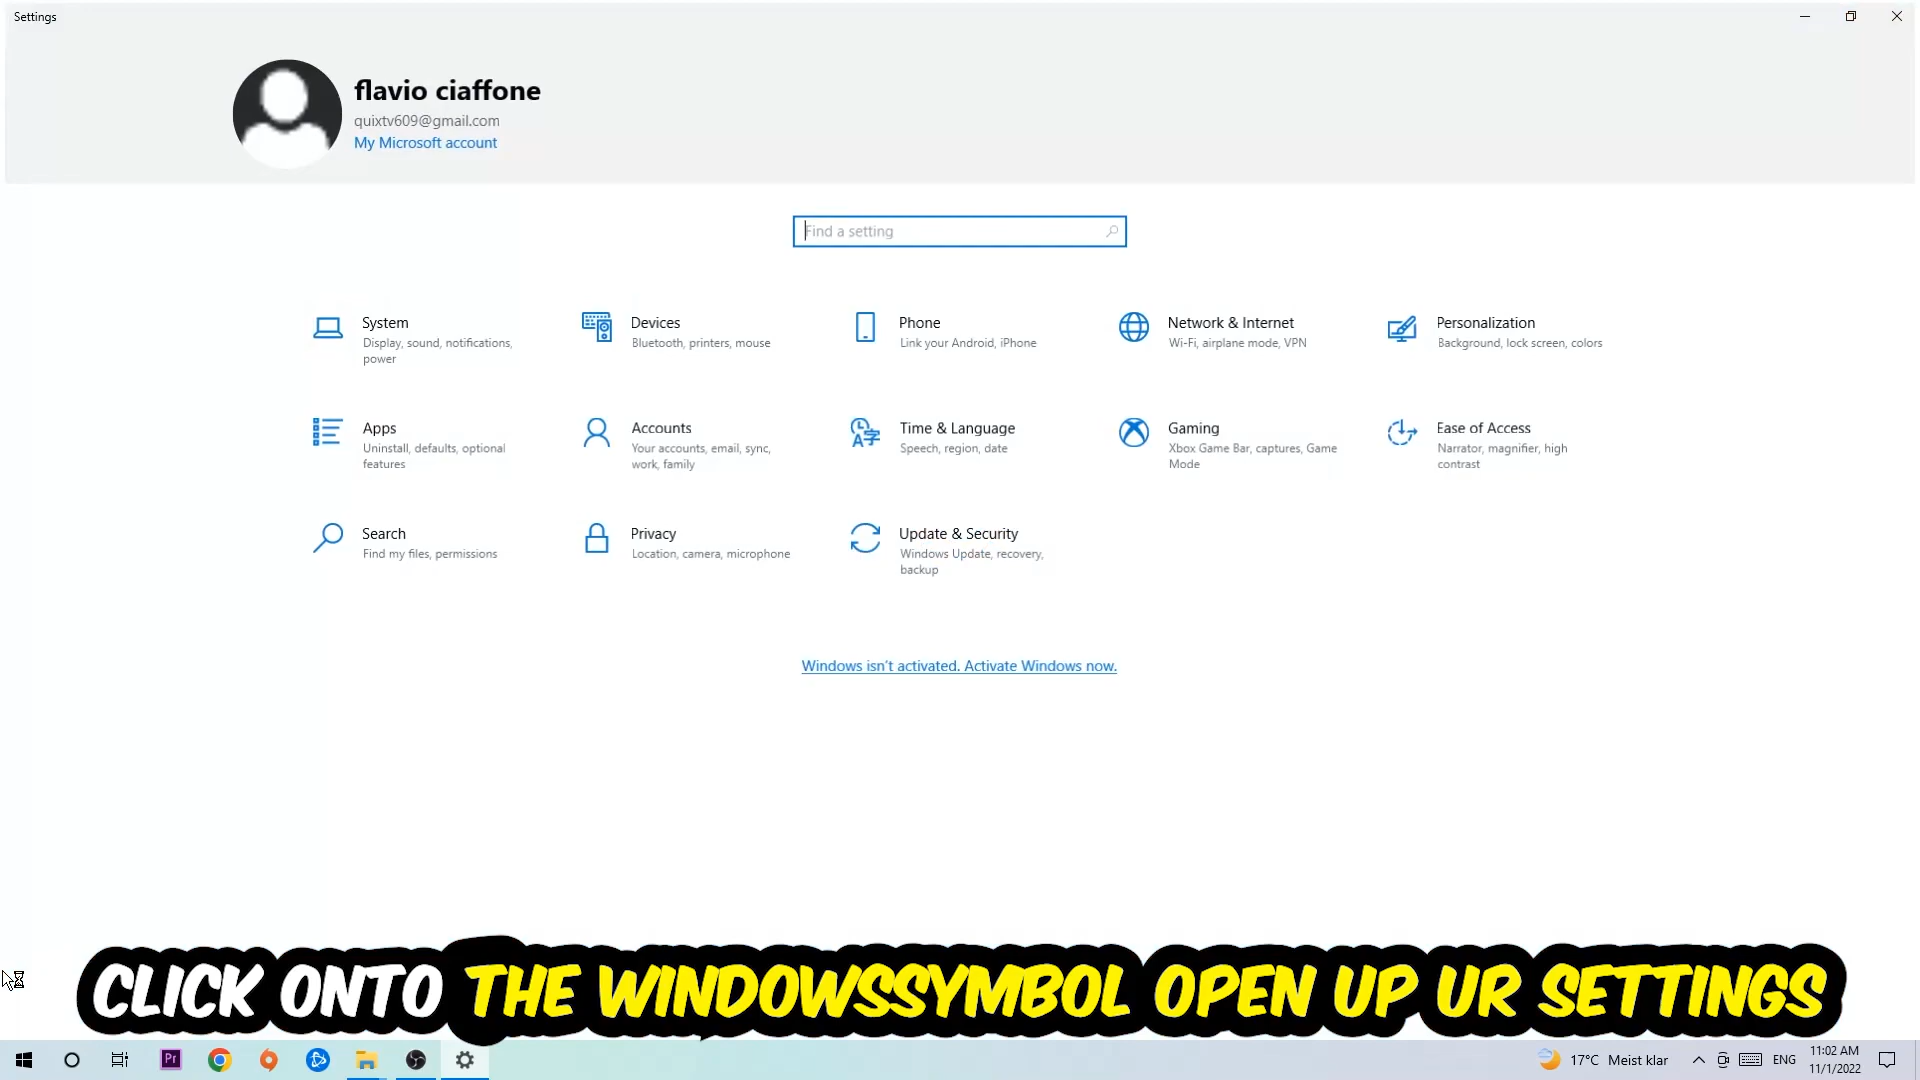 Settings
flavio ciaffone
quixtv609@gmail.com
My Microsoft account
Find a setting
System
Display, sound, notifications,
power
Devices
Bluetooth, printers, mouse
Phone
Link your Android, iPhone
Network & Internet
Wi-Fi, airplane mode, VPN
Personalization
Background, lock screen, colors
Apps
Uninstall, defaults, optional
features
Accounts
Your accounts, email, sync,
work, family
Time & Language
Speech, region, date
Gaming
Xbox Game Bar, captures, Game
Mode
Ease of Access
Narrator, magnifier, high
contrast
Search
Find my files, permissions
Privacy
Location, camera, microphone
Update & Security
Windows Update, recovery,
backup
Windows isn't activated. Activate Windows now.
CLICK ONTO THE WINDOWSSYMBOL OPEN UP UR SETTINGS
Pr
17°C Meist klar
ENG
11:02 AM
11/1/2022